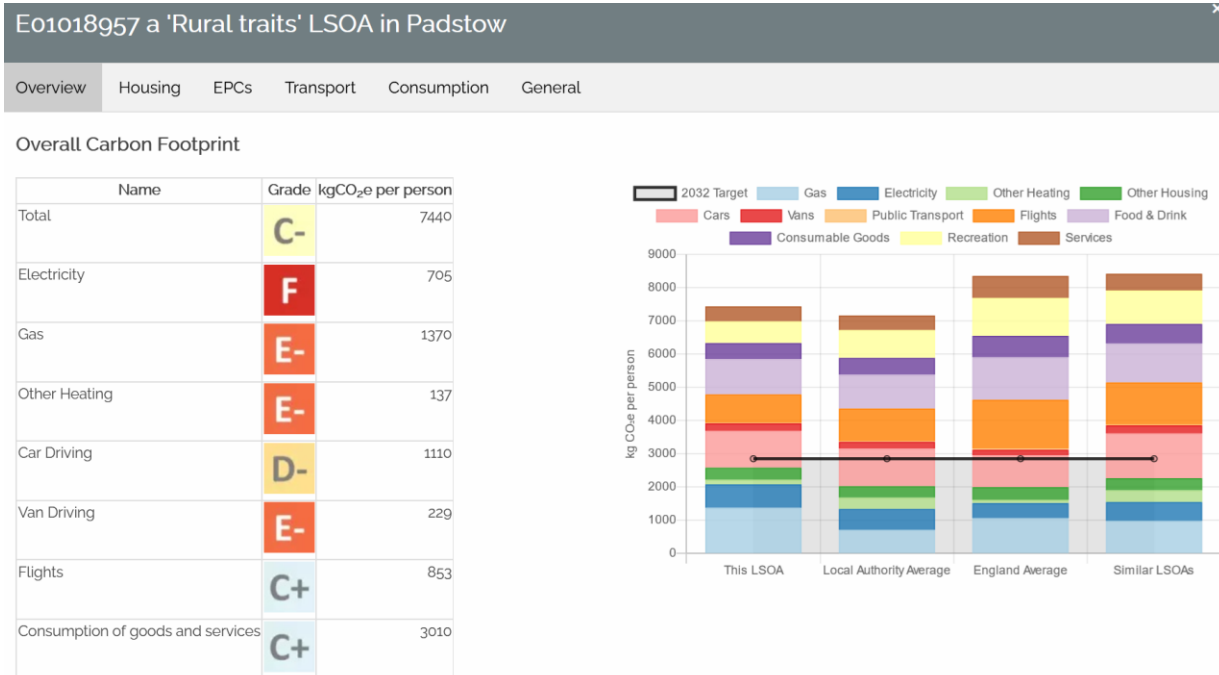 E01018957 a 'Rural traits' LSOA in Padstow
×
Overview Housing EPCs Transport Consumption General
Overall Carbon Footprint
Name Grade kgCO₂e per person
Total C- 7440
Electricity F 705
Gas E- 1370
Other Heating E- 137
Car Driving D- 1110
Van Driving E- 229
Flights C+ 853
Consumption of goods and services C+ 3010
2032 Target Gas Electricity Other Heating Other Housing
Cars Vans Public Transport Flights Food & Drink
Consumable Goods Recreation Services
kg CO₂e per person
9000
8000
7000
6000
5000
4000
3000
2000
1000
0
This LSOA Local Authority Average England Average Similar LSOAs